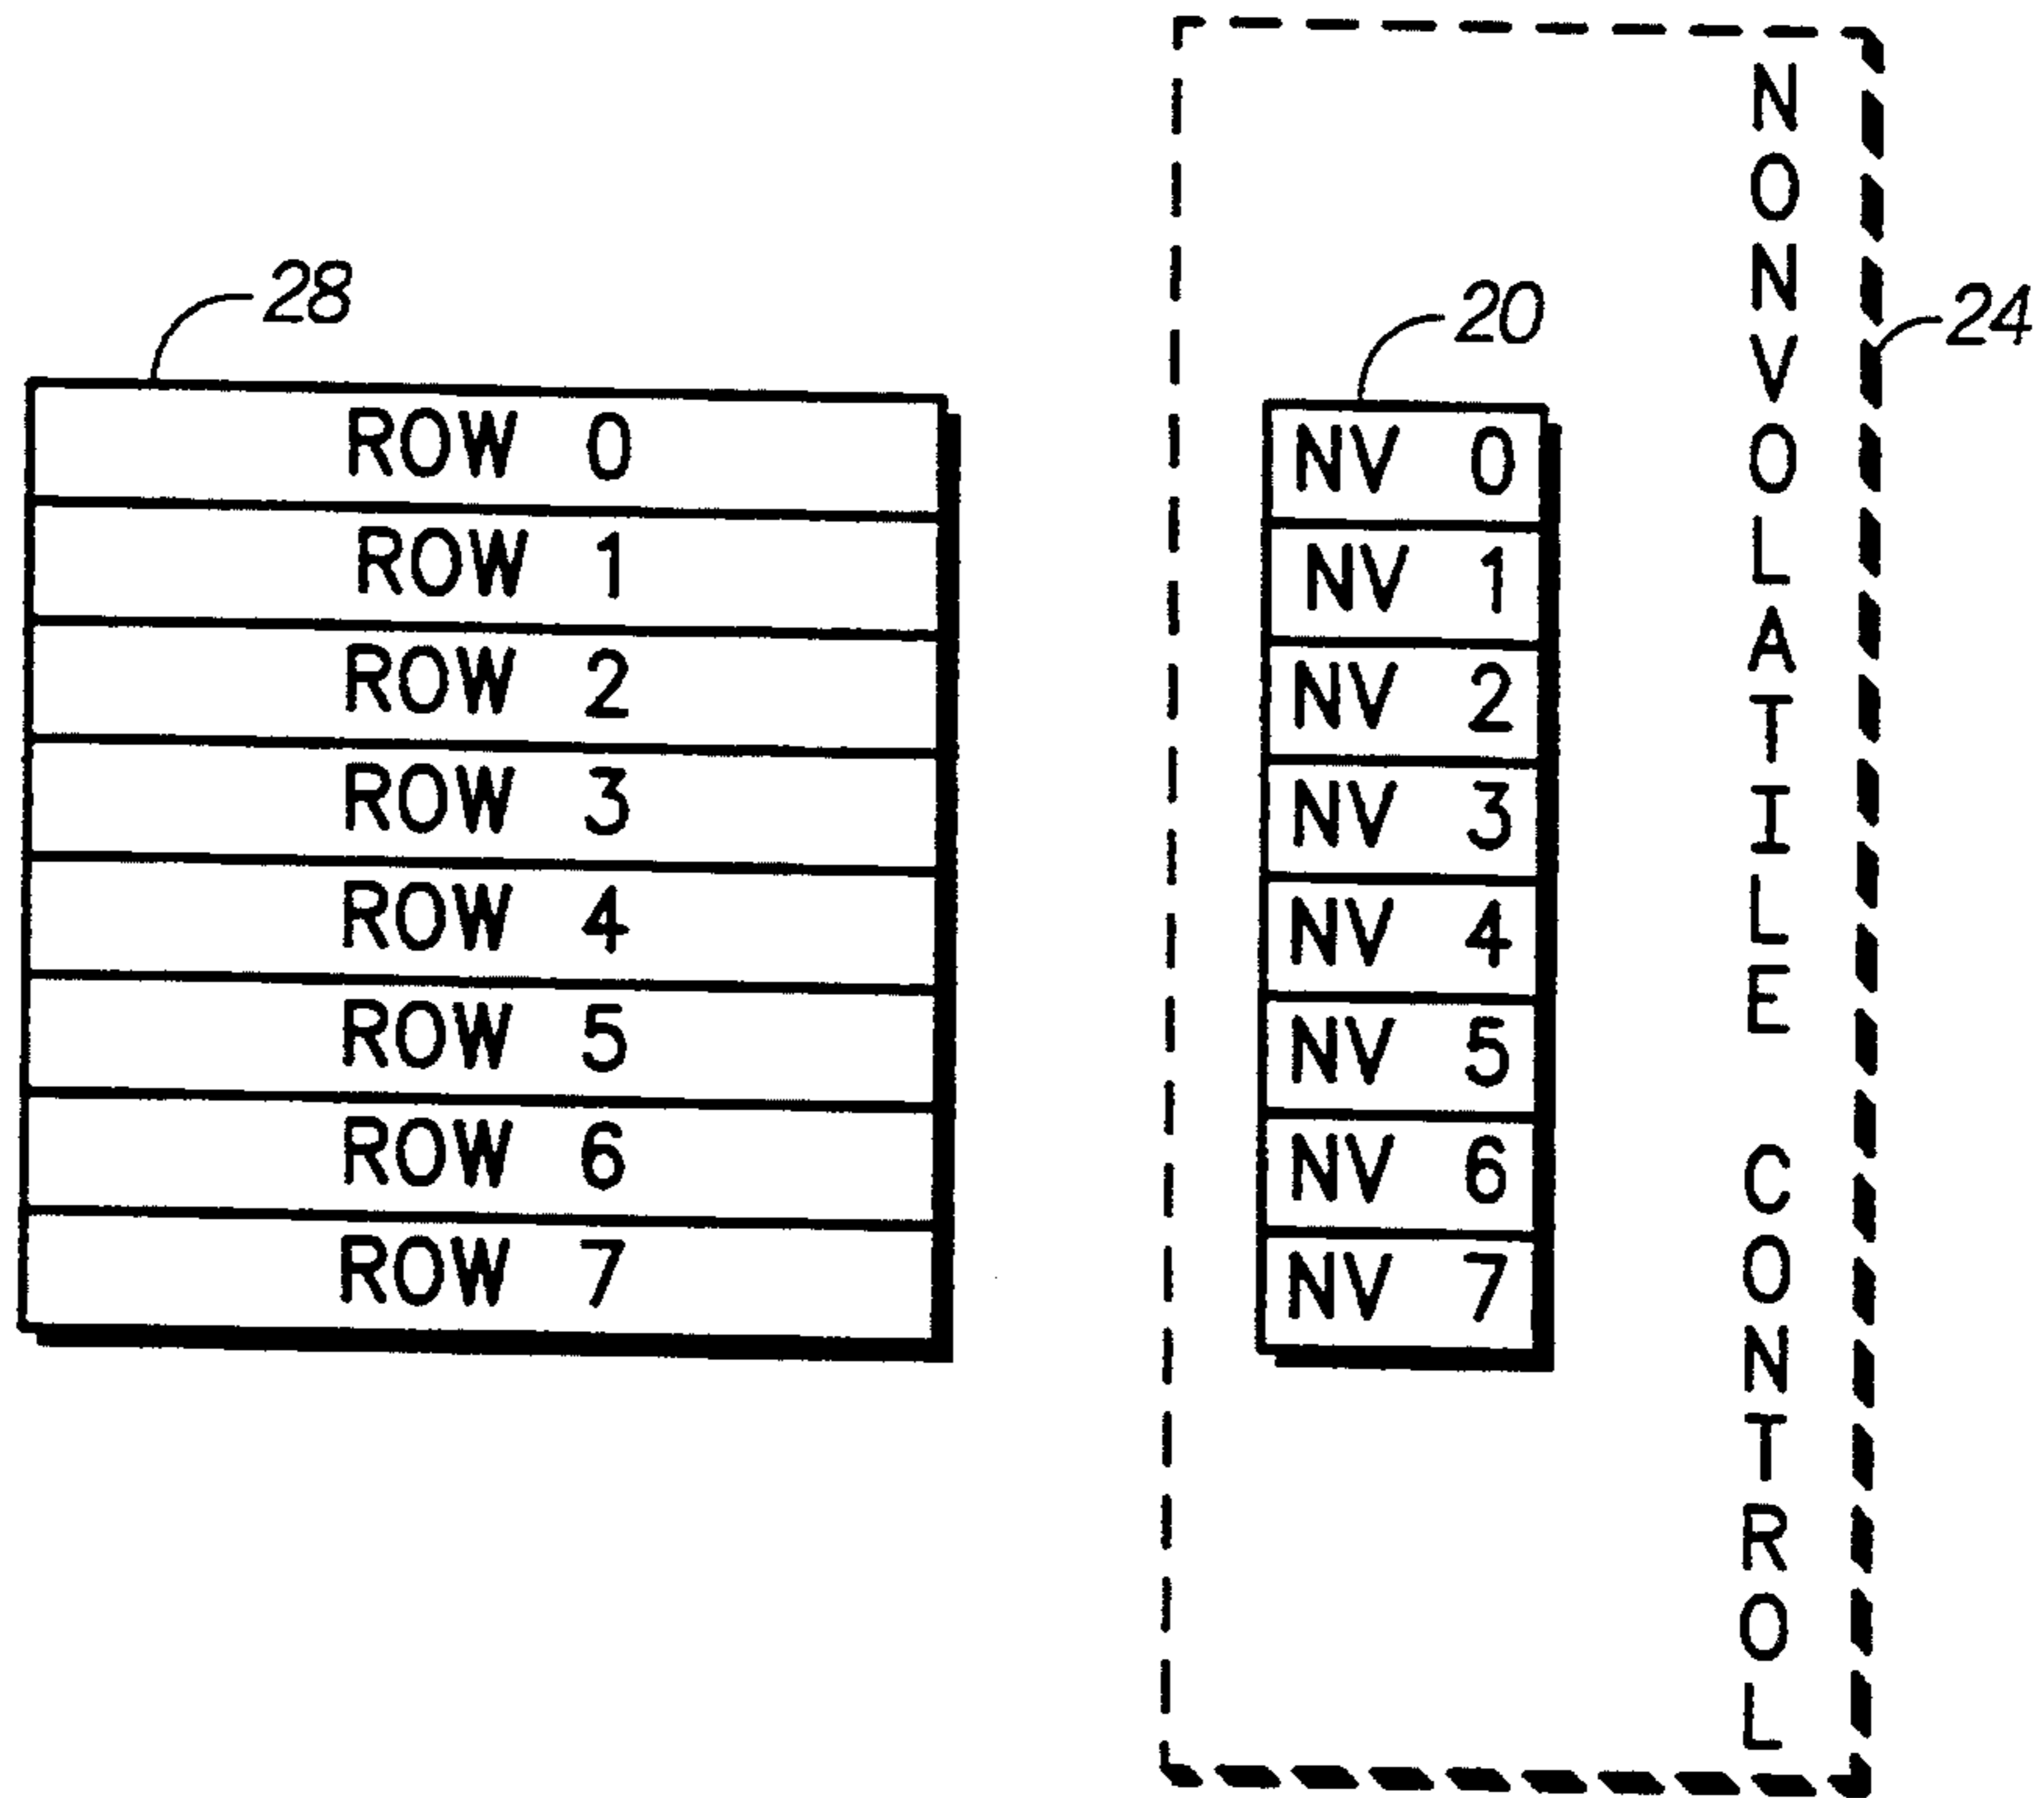 28
ROW 0
ROW 1
ROW 2
ROW 3
ROW 4
ROW 5
ROW 6
ROW 7
20
NV 0
NV 1
NV 2
NV 3
NV 4
NV 5
NV 6
NV 7
24
NONVOLATILE CONTROL